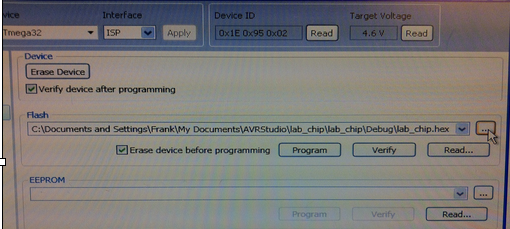 vice Interface Device ID Target Voltage
Tmega32 ISP Apply 0x1E 0x95 0x02 Read 4.6 V Read
Device
Erase Device
Verify device after programming
Flash
C:\Documents and Settings\Frank\My Documents\AVRStudio\lab_chip\lab_chip\Debug\lab_chip.hex ...
Erase device before programming Program Verify Read...
EEPROM
...
Program Verify Read...